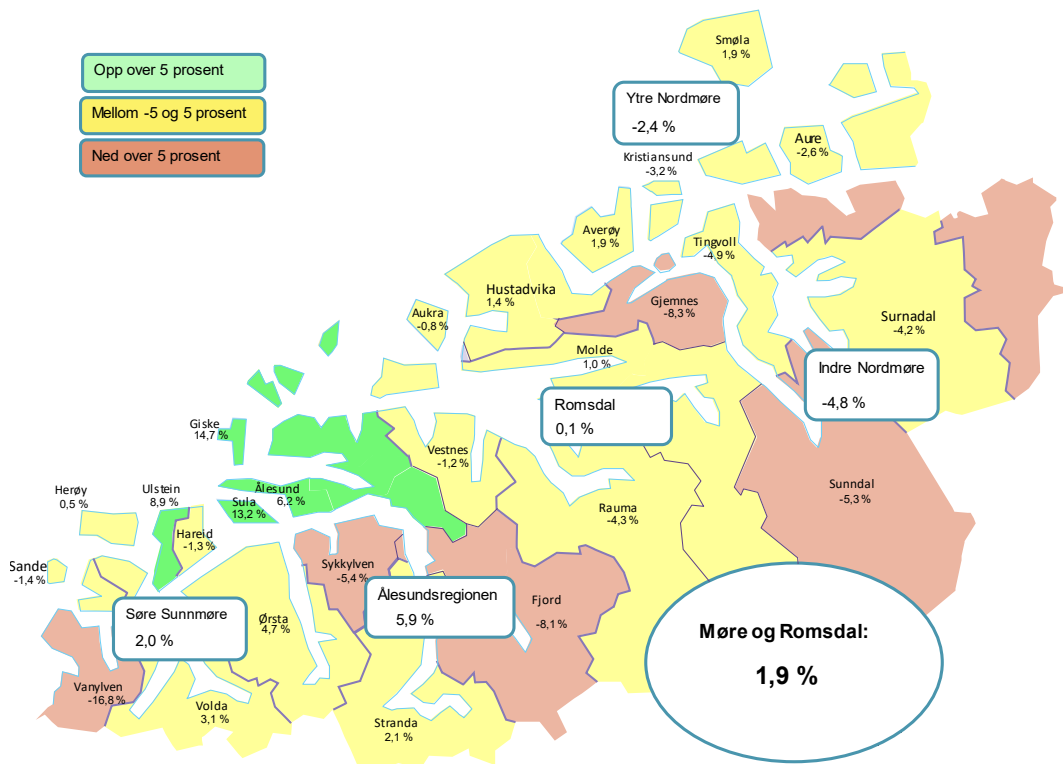 Opp over 5 prosent
Mellom -5 og 5 prosent
Ned over 5 prosent
Smøla
1,9 %
Ytre Nordmøre
-2,4 %
Aure
-2,6 %
Kristiansund
-3,2 %
Averøy
1,9 %
Tingvoll
-4,9 %
Hustadvika
1,4 %
Gjemnes
-8,3 %
Aukra
-0,8 %
Surnadal
-4,2 %
Molde
1,0 %
Indre Nordmøre
-4,8 %
Romsdal
0,1 %
Giske
14,7 %
Vestnes
-1,2 %
Sunndal
-5,3 %
Herøy
0,5 %
Ulstein
8,9 %
Ålesund
6,2 %
Sula
13,2 %
Rauma
-4,3 %
Hareid
-1,3 %
Sande
-1,4 %
Sykkylven
-5,4 %
Søre Sunnmøre
2,0 %
Ørsta
4,7 %
Ålesundsregionen
5,9 %
Fjord
-8,1 %
Møre og Romsdal:
1,9 %
Vanylven
-16,8 %
Volda
3,1 %
Stranda
2,1 %